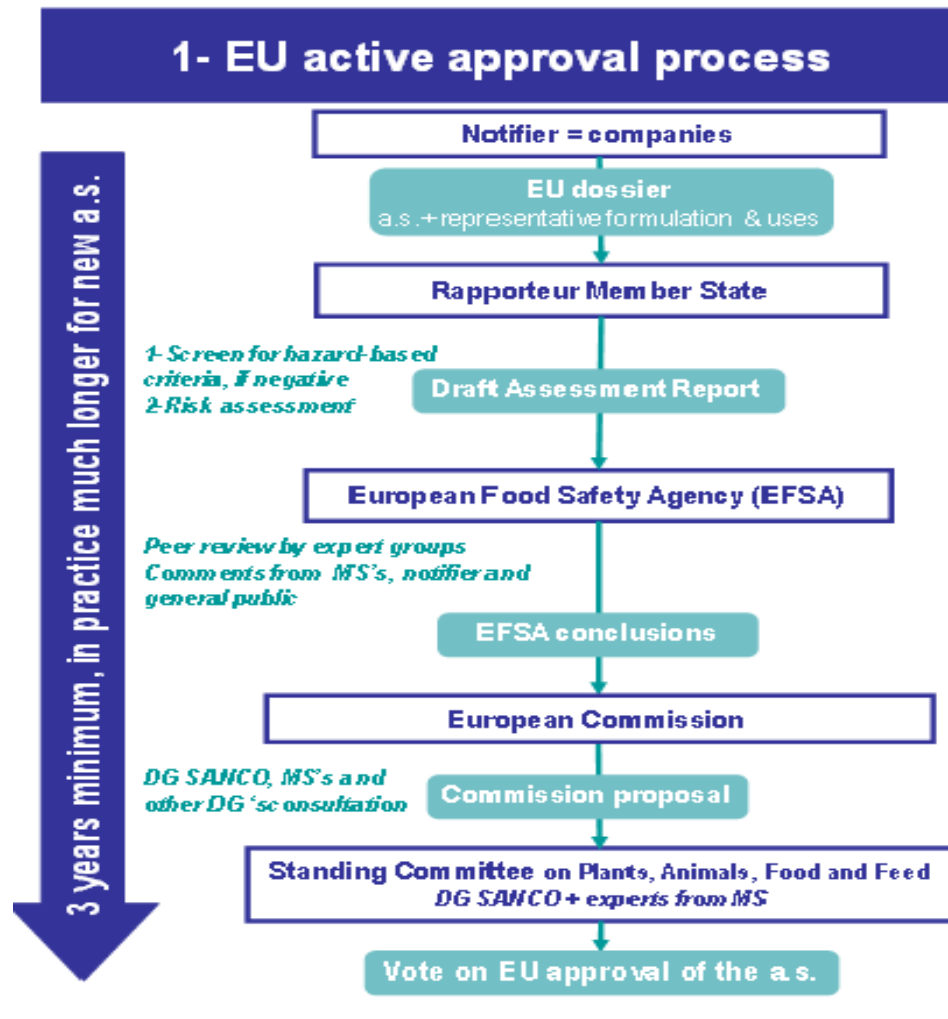 1- EU active approval process
3 years minimum, in practice much longer for new a.s.
Notifier = companies
EU dossier
a.s.+representative formulation & uses
Rapporteur Member State
1-Screen for hazard-based
criteria, if negative
2-Risk assessment
Draft Assessment Report
European Food Safety Agency (EFSA)
Peer review by expert groups
Comments from MS's, notifier and
general public
EFSA conclusions
European Commission
DG SANCO, MS's and
other DG 's consultation
Commission proposal
Standing Committee on Plants, Animals, Food and Feed
DG SANCO + experts from MS
Vote on EU approval of the a.s.